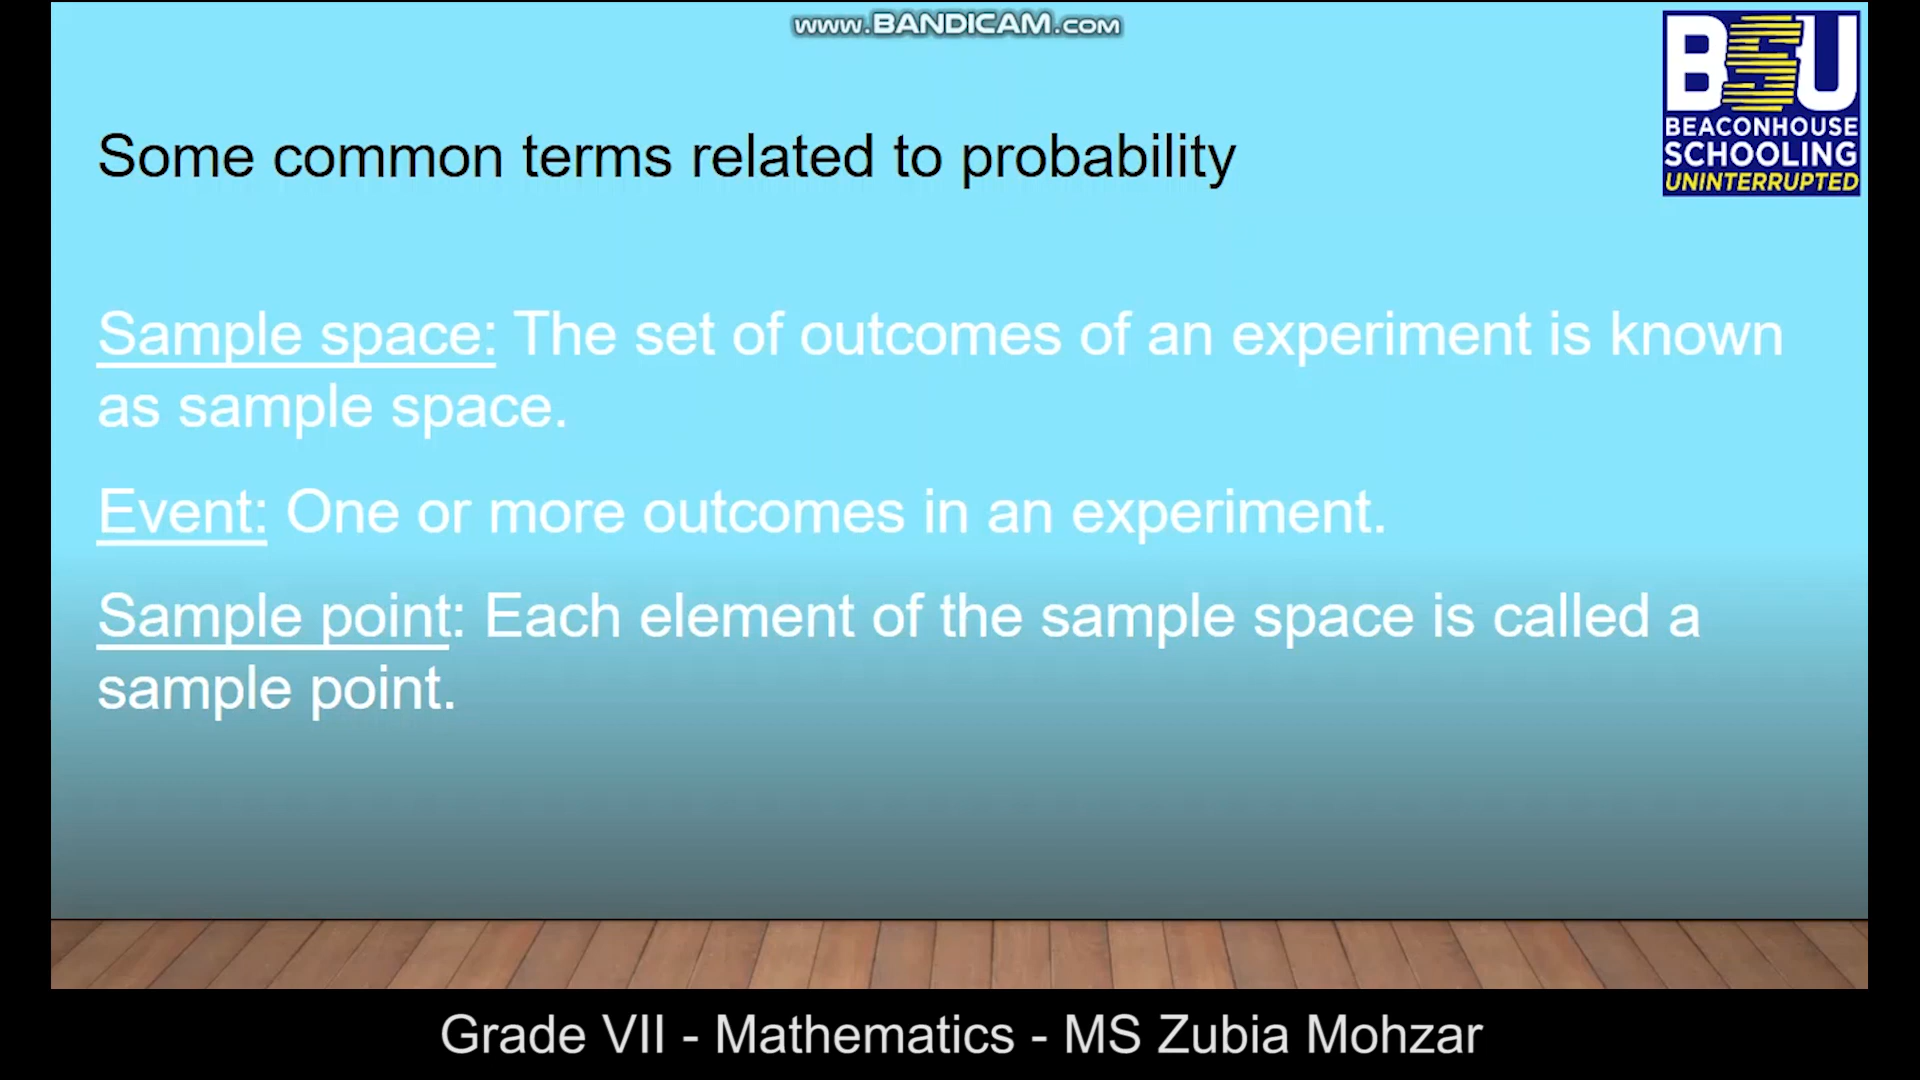 www.BANDICAM.com
BSU
BEACONHOUSE
SCHOOLING
UNINTERRUPTED
Some common terms related to probability
Sample space: The set of outcomes of an experiment is known
as sample space.
Event: One or more outcomes in an experiment.
Sample point: Each element of the sample space is called a
sample point.
Grade VII - Mathematics - MS Zubia Mohzar